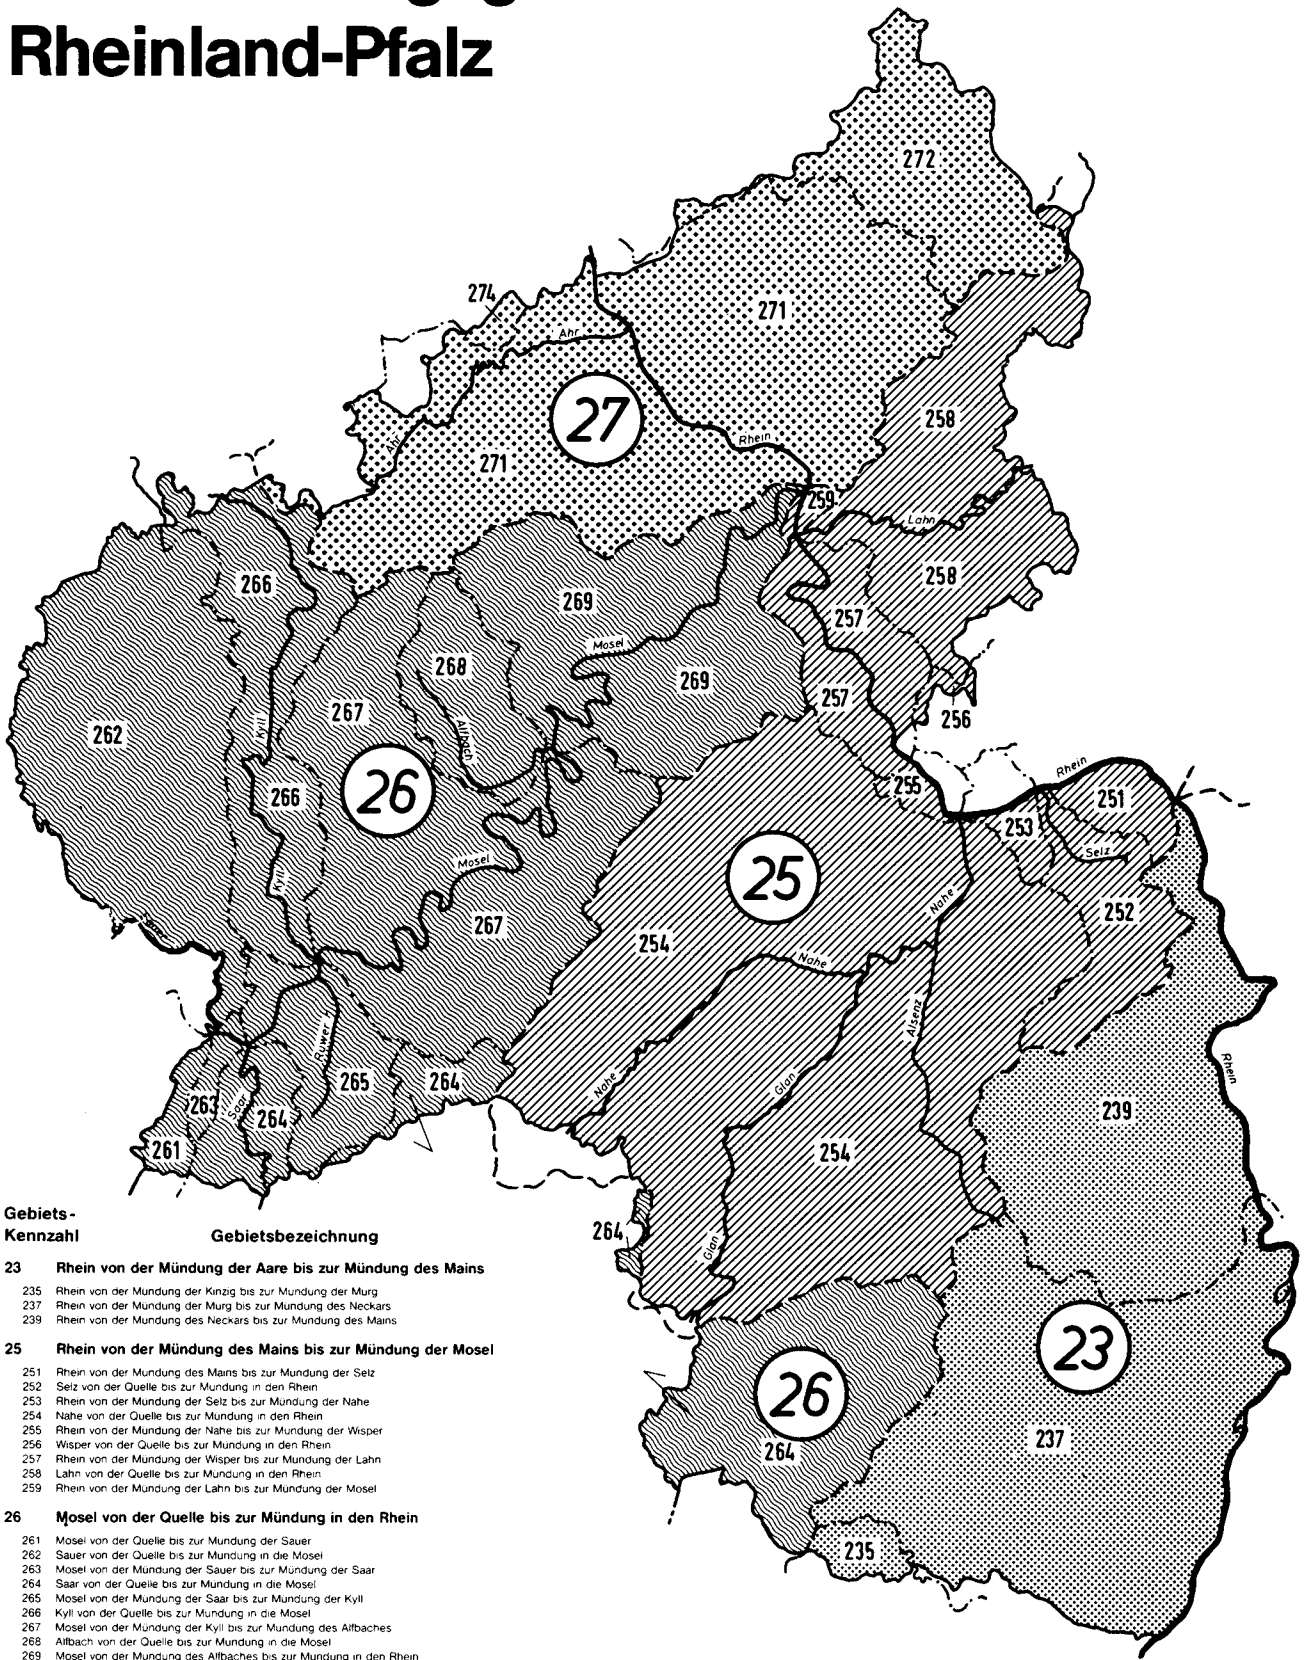 Rheinland-Pfalz
272
274
271
Ahr
27
258
Rhein
Ahr
271
259
Lahn
266
258
269
257
Mosel
268
269
257
267
256
Kyll
262
Alfbach
Rhein
26
255
251
266
253
Selz
25
Mosel
Kyll
Nahe
252
267
254
Nahe
Alsenz
Ruwer
Rhein
265
264
Nahe
Glan
263
Saar
264
239
261
254
264
Glan
23
26
264
237
235
Gebiets-
Kennzahl Gebietsbezeichnung
23 Rhein von der Mündung der Aare bis zur Mündung des Mains
235 Rhein von der Mündung der Kinzig bis zur Mündung der Murg
237 Rhein von der Mündung der Murg bis zur Mündung des Neckars
239 Rhein von der Mündung des Neckars bis zur Mündung des Mains
25 Rhein von der Mündung des Mains bis zur Mündung der Mosel
251 Rhein von der Mündung des Mains bis zur Mündung der Selz
252 Selz von der Quelle bis zur Mündung in den Rhein
253 Rhein von der Mündung der Selz bis zur Mündung der Nahe
254 Nahe von der Quelle bis zur Mündung in den Rhein
255 Rhein von der Mündung der Nahe bis zur Mündung der Wisper
256 Wisper von der Quelle bis zur Mündung in den Rhein
257 Rhein von der Mündung der Wisper bis zur Mündung der Lahn
258 Lahn von der Quelle bis zur Mündung in den Rhein
259 Rhein von der Mündung der Lahn bis zur Mündung der Mosel
26 Mosel von der Quelle bis zur Mündung in den Rhein
261 Mosel von der Quelle bis zur Mündung der Sauer
262 Sauer von der Quelle bis zur Mündung in die Mosel
263 Mosel von der Mündung der Sauer bis zur Mündung der Saar
264 Saar von der Quelle bis zur Mündung in die Mosel
265 Mosel von der Mündung der Saar bis zur Mündung der Kyll
266 Kyll von der Quelle bis zur Mündung in die Mosel
267 Mosel von der Mündung der Kyll bis zur Mündung des Alfbaches
268 Alfbach von der Quelle bis zur Mündung in die Mosel
269 Mosel von der Mündung des Alfbaches bis zur Mündung in den Rhein